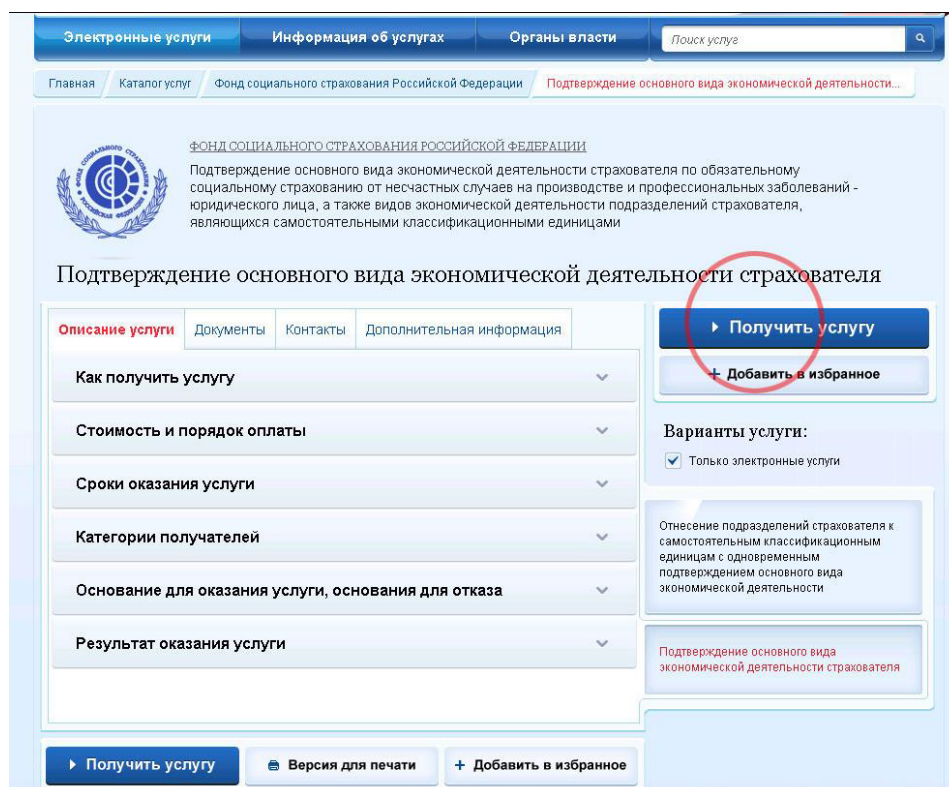 Электронные услуги
Информация об услугах
Органы власти
Поиск услуг
Главная
Каталог услуг
Фонд социального страхования Российской Федерации
Подтверждение основного вида экономической деятельности...
ФОНД СОЦИАЛЬНОГО СТРАХОВАНИЯ РОССИЙСКОЙ ФЕДЕРАЦИИ
Подтверждение основного вида экономической деятельности страхователя по обязательному
социальному страхованию от несчастных случаев на производстве и профессиональных заболеваний -
юридического лица, а также видов экономической деятельности подразделений страхователя,
являющихся самостоятельными классификационными единицами
Подтверждение основного вида экономической деятельности страхователя
Описание услуги
Документы
Контакты
Дополнительная информация
Как получить услугу
Стоимость и порядок оплаты
Сроки оказания услуги
Категории получателей
Основание для оказания услуги, основания для отказа
Результат оказания услуги
Получить услугу
Версия для печати
+ Добавить в избранное
Получить услугу
+ Добавить в избранное
Варианты услуги:
Только электронные услуги
Отнесение подразделений страхователя к
самостоятельным классификационным
единицам с одновременным
подтверждением основного вида
экономической деятельности
Подтверждение основного вида
экономической деятельности страхователя